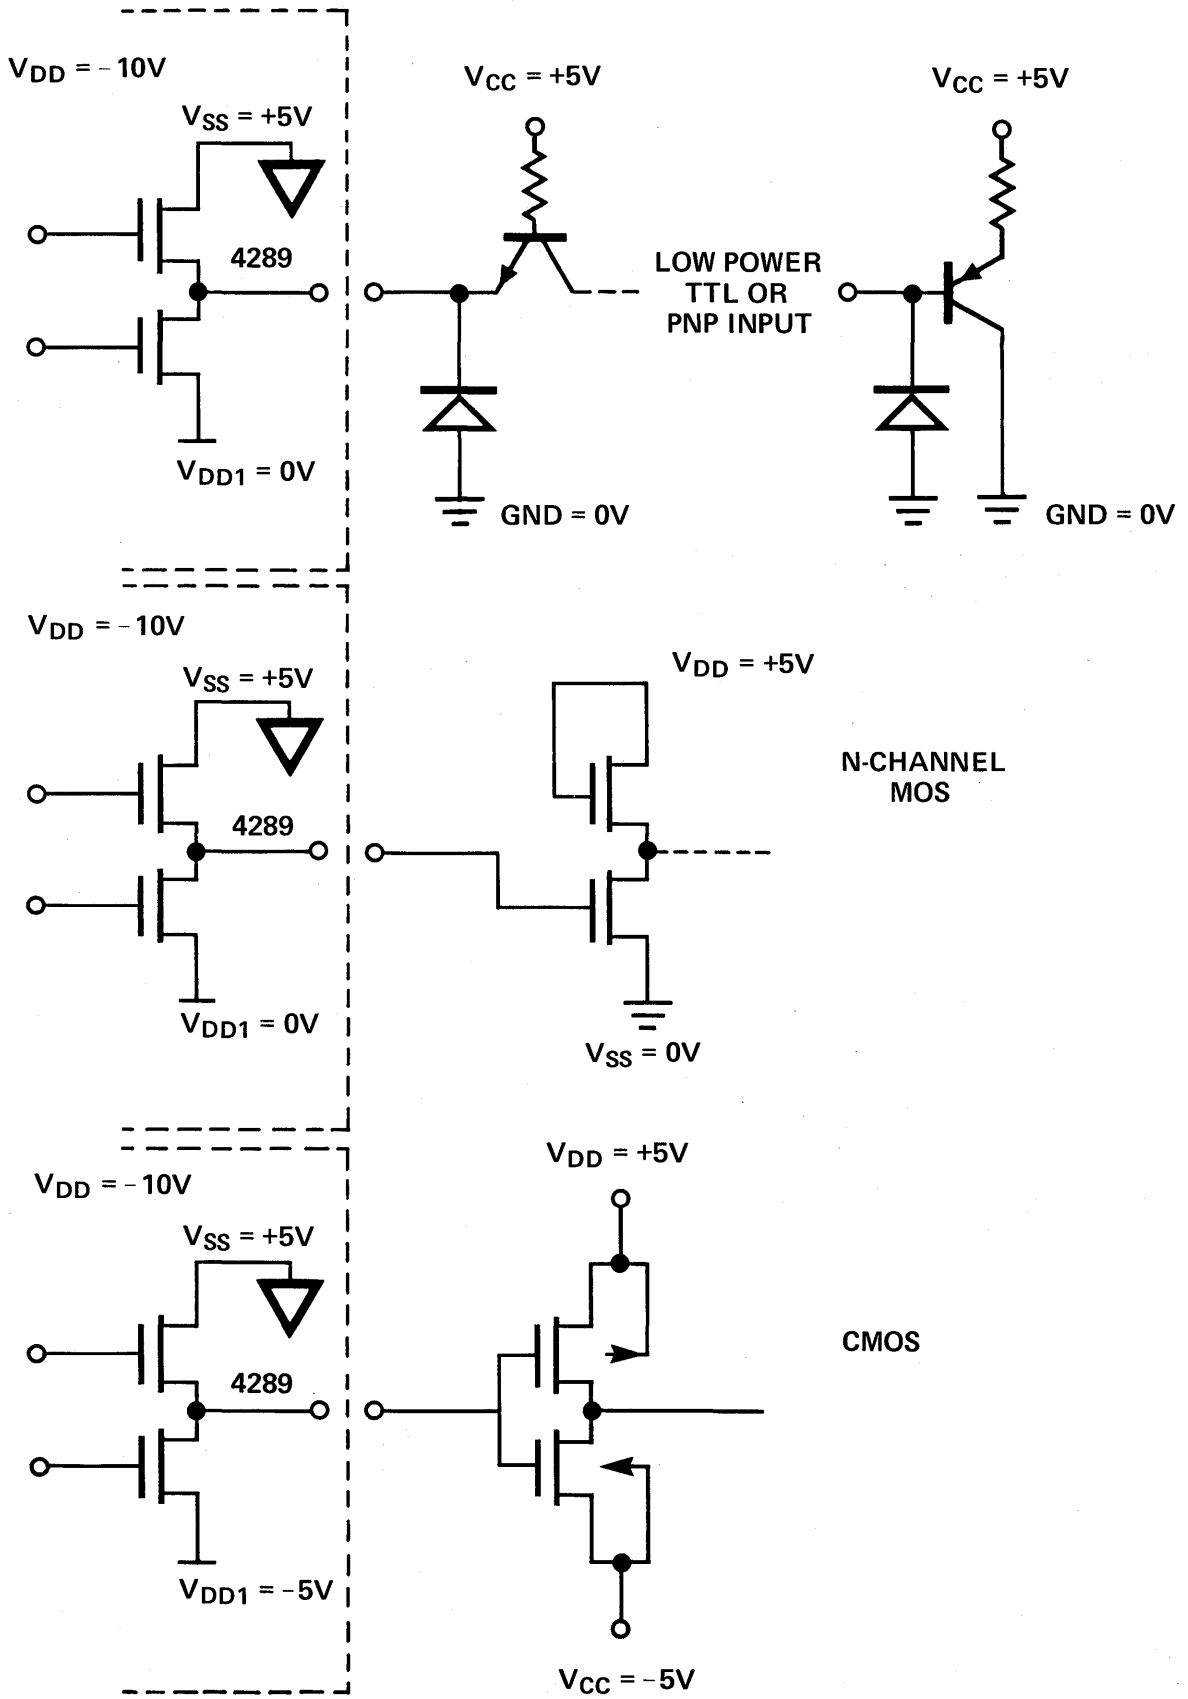 VDD = -10V
VSS = +5V
4289
VDD1 = 0V
VCC = +5V
GND = 0V
LOW POWER
TTL OR
PNP INPUT
VCC = +5V
GND = 0V
VDD = -10V
VSS = +5V
4289
VDD1 = 0V
VDD = +5V
VSS = 0V
N-CHANNEL
MOS
VDD = -10V
VSS = +5V
4289
VDD1 = -5V
VDD = +5V
VCC = -5V
CMOS